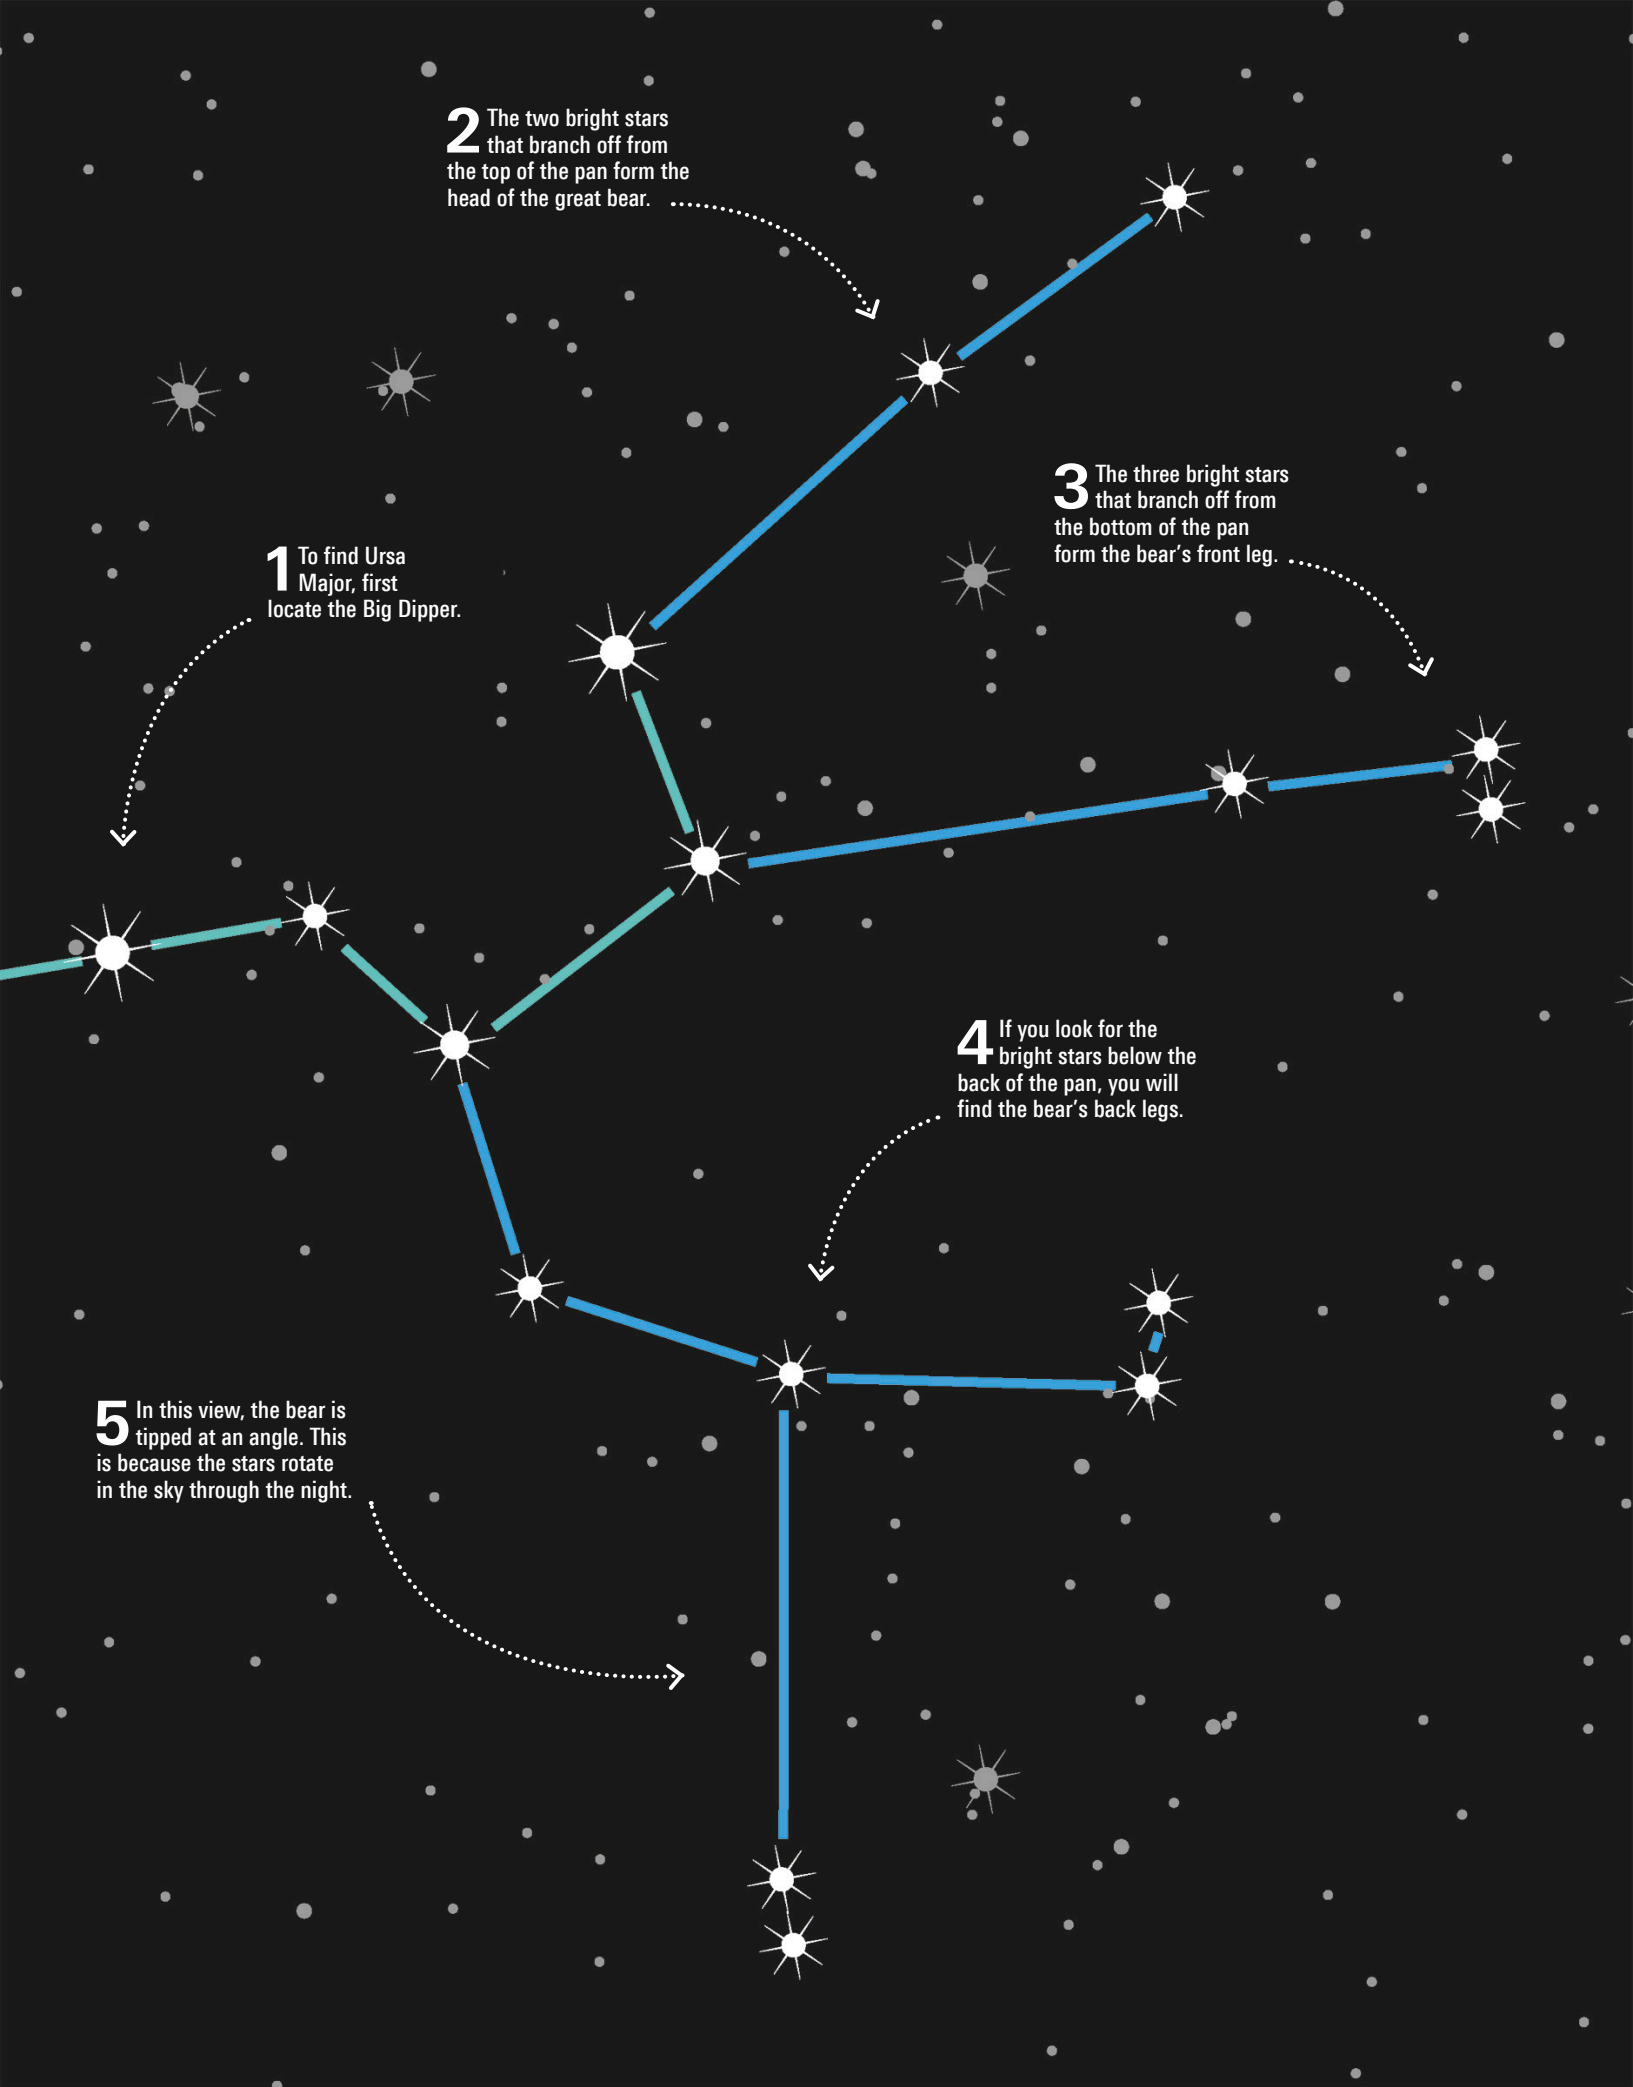 2 The two bright stars
that branch off from
the top of the pan form the
head of the great bear.
3 The three bright stars
that branch off from
the bottom of the pan
form the bear's front leg.
1 To find Ursa
Major, first
locate the Big Dipper.
4 If you look for the
bright stars below the
back of the pan, you will
find the bear's back legs.
5 In this view, the bear is
tipped at an angle. This
is because the stars rotate
in the sky through the night.